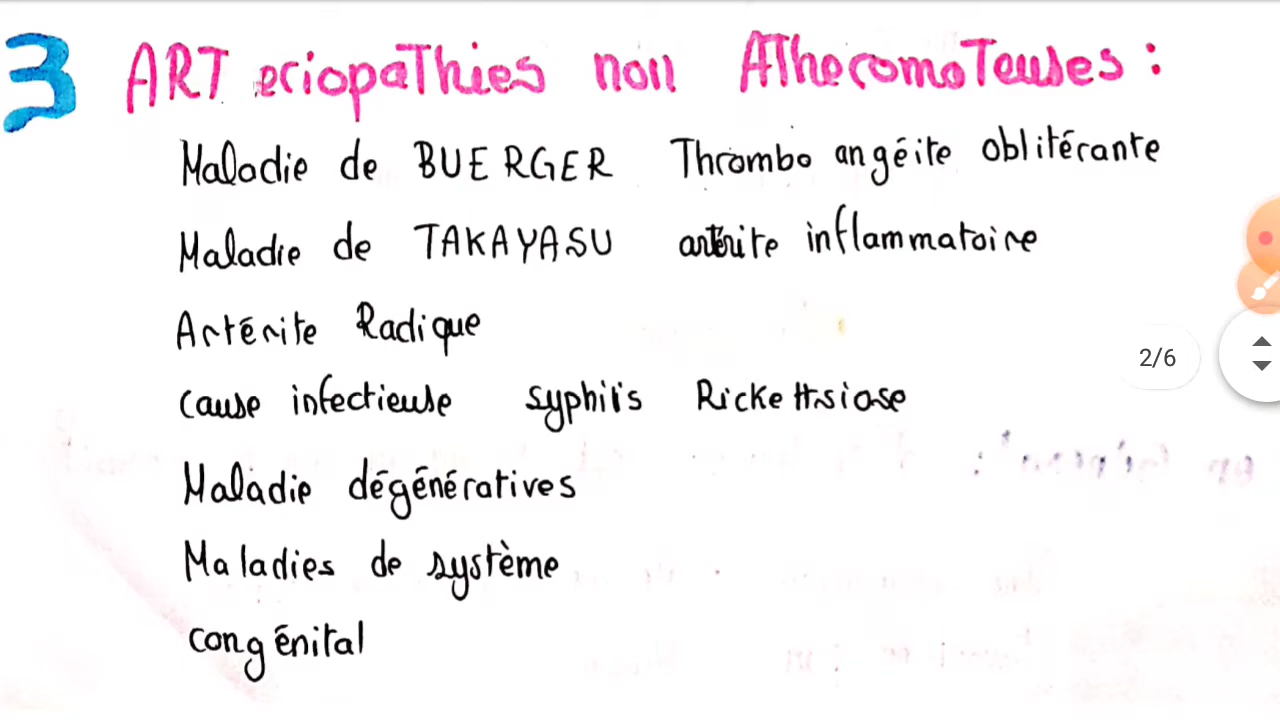 3 ARTeriopathies non Atheromateuses :
Maladie de BUERGER Thrombo angéite oblitérante
Maladie de TAKAYASU artérite inflammatoire
Artérite Radique
cause infectieuse syphilis Rickettsiose
2/6
Maladie dégénératives
Maladies de système
congénital